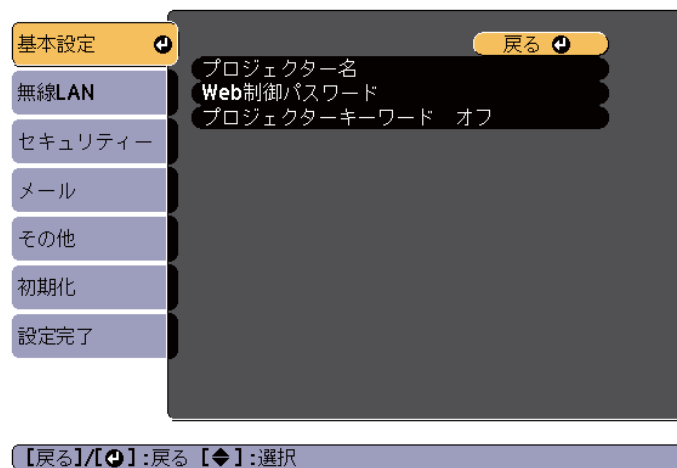 基本設定
無線LAN
セキュリティー
メール
その他
初期化
設定完了
戻る
プロジェクター名
Web制御パスワード
プロジェクターキーワード オフ
【戻る】/【】:戻る 【◆】:選択